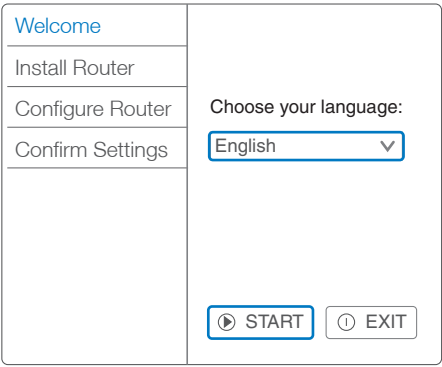 Welcome
Install Router
Configure Router
Confirm Settings
Choose your language:
English
START
EXIT